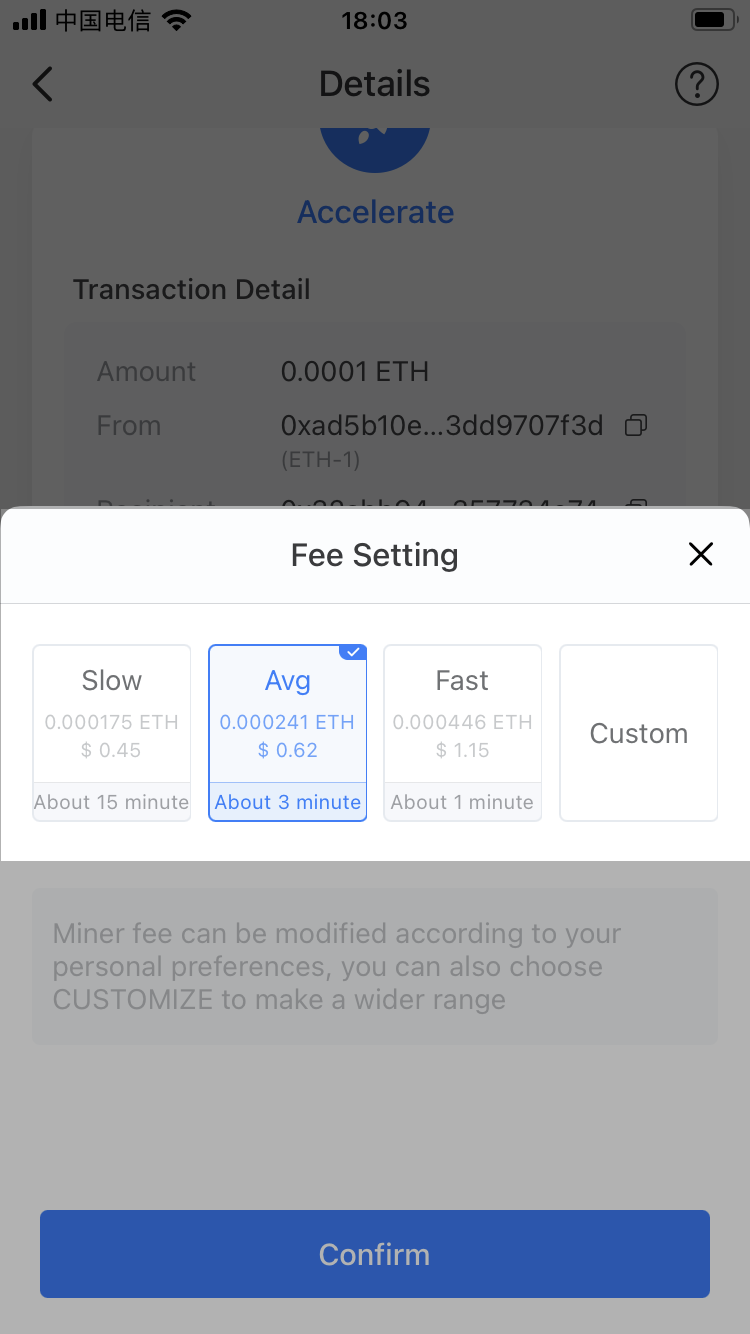 中国电信
18:03
Details
Accelerate
Transaction Detail
Amount 0.0001 ETH
From 0xad5b10e...3dd9707f3d
(ETH-1)
Recipient
Fee Setting
Slow
0.000175 ETH
$ 0.45
About 15 minute
Avg
0.000241 ETH
$ 0.62
About 3 minute
Fast
0.000446 ETH
$ 1.15
About 1 minute
Custom
Miner fee can be modified according to your
personal preferences, you can also choose
CUSTOMIZE to make a wider range
Confirm